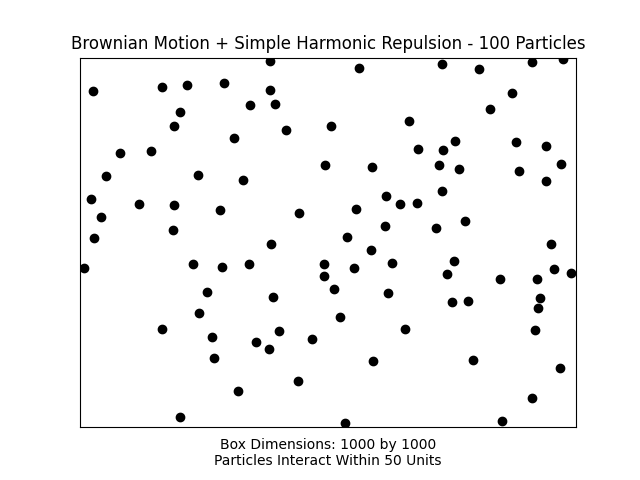 Brownian Motion + Simple Harmonic Repulsion - 100 Particles
Box Dimensions: 1000 by 1000
Particles Interact Within 50 Units